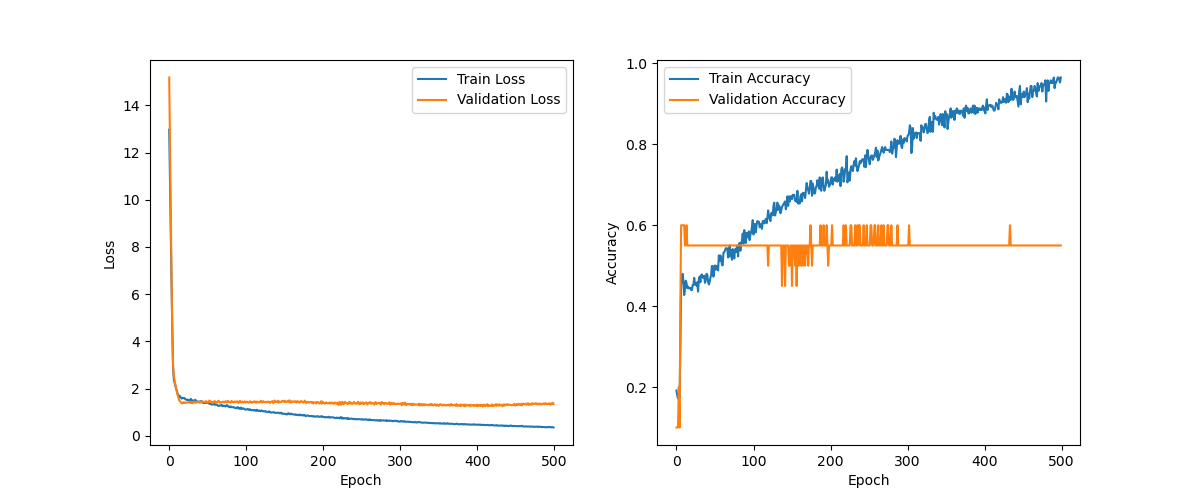 Train Loss
Validation Loss
14
12
10
8
6
4
2
0
Loss
0 100 200 300 400 500
Epoch
Train Accuracy
Validation Accuracy
1.0
0.8
0.6
0.4
0.2
Accuracy
0 100 200 300 400 500
Epoch